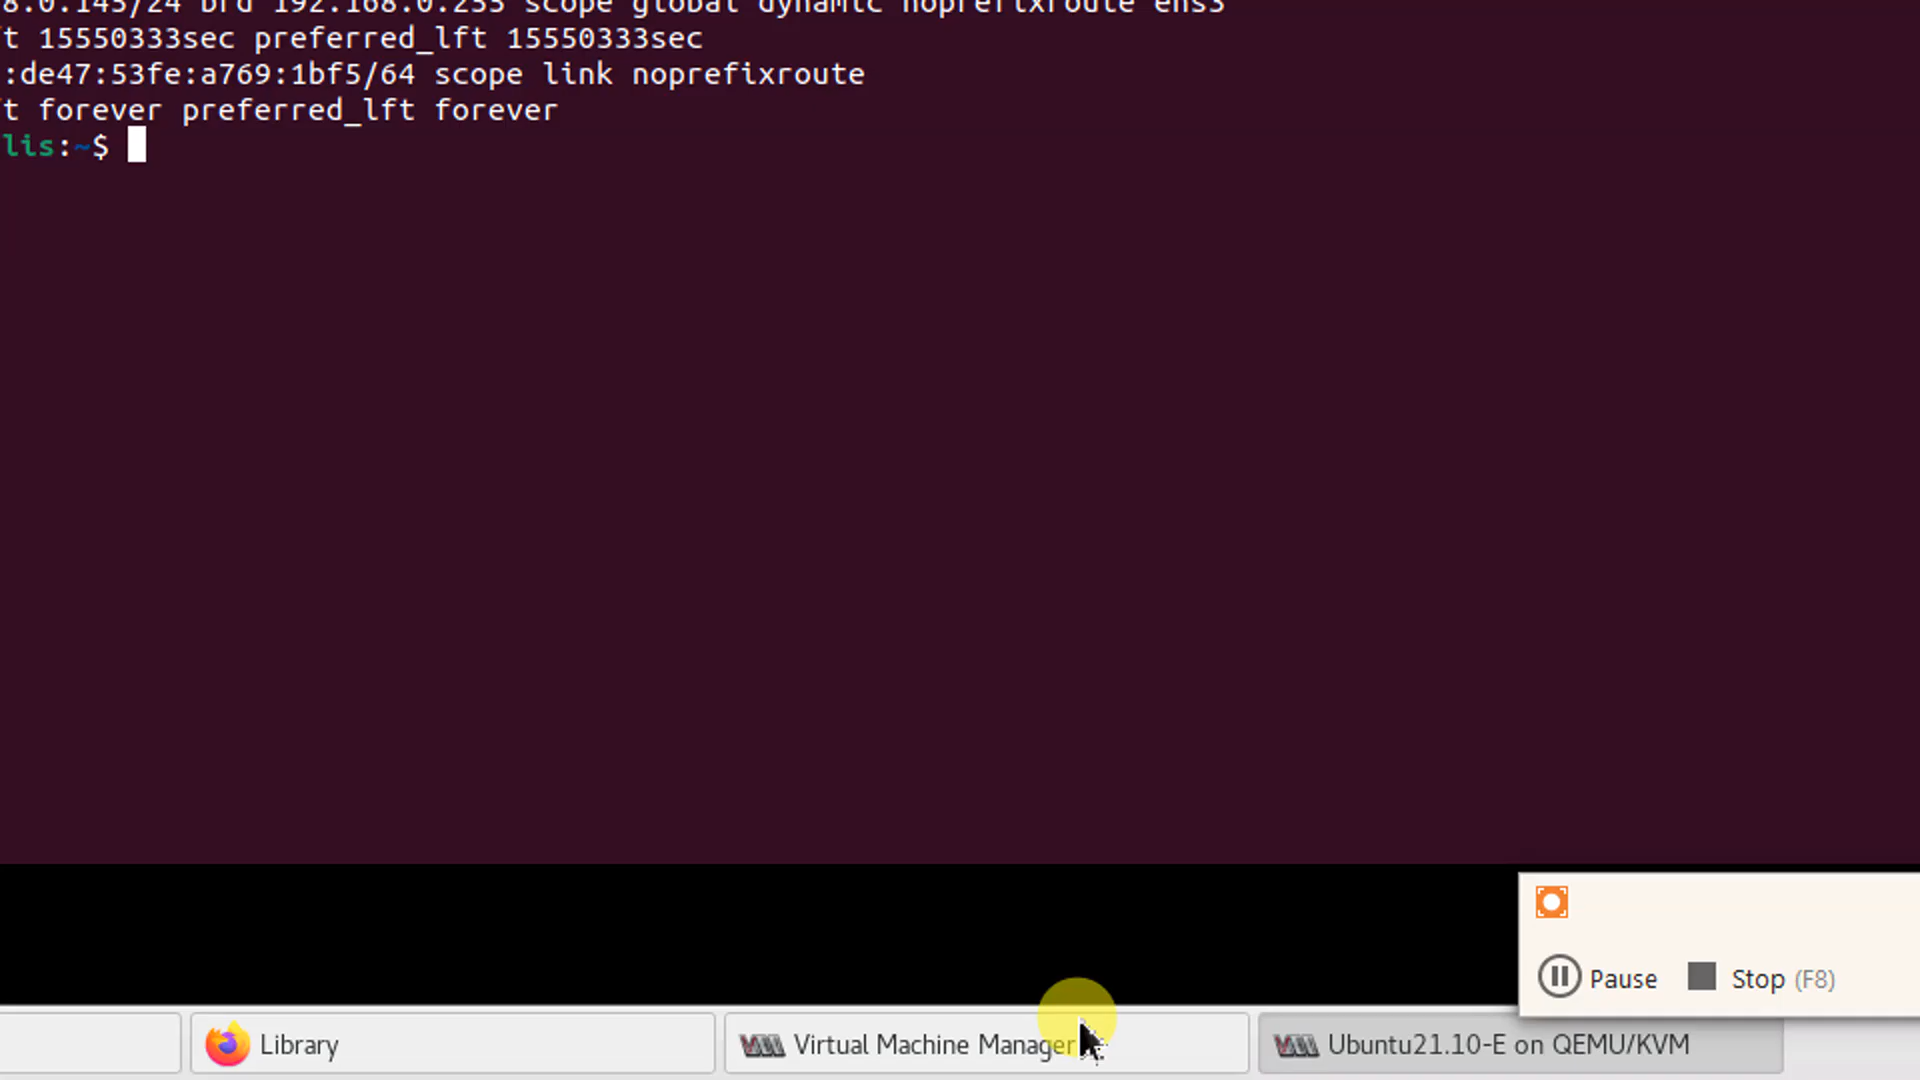 8.0.145/24 brd 192.168.0.255 scope global dynamic noprefixroute ens3
t 15550333sec preferred_lft 15550333sec
:de47:53fe:a769:1bf5/64 scope link noprefixroute
t forever preferred_lft forever
lis:~$
Pause Stop (F8)
Library Virtual Machine Manager Ubuntu21.10-E on QEMU/KVM